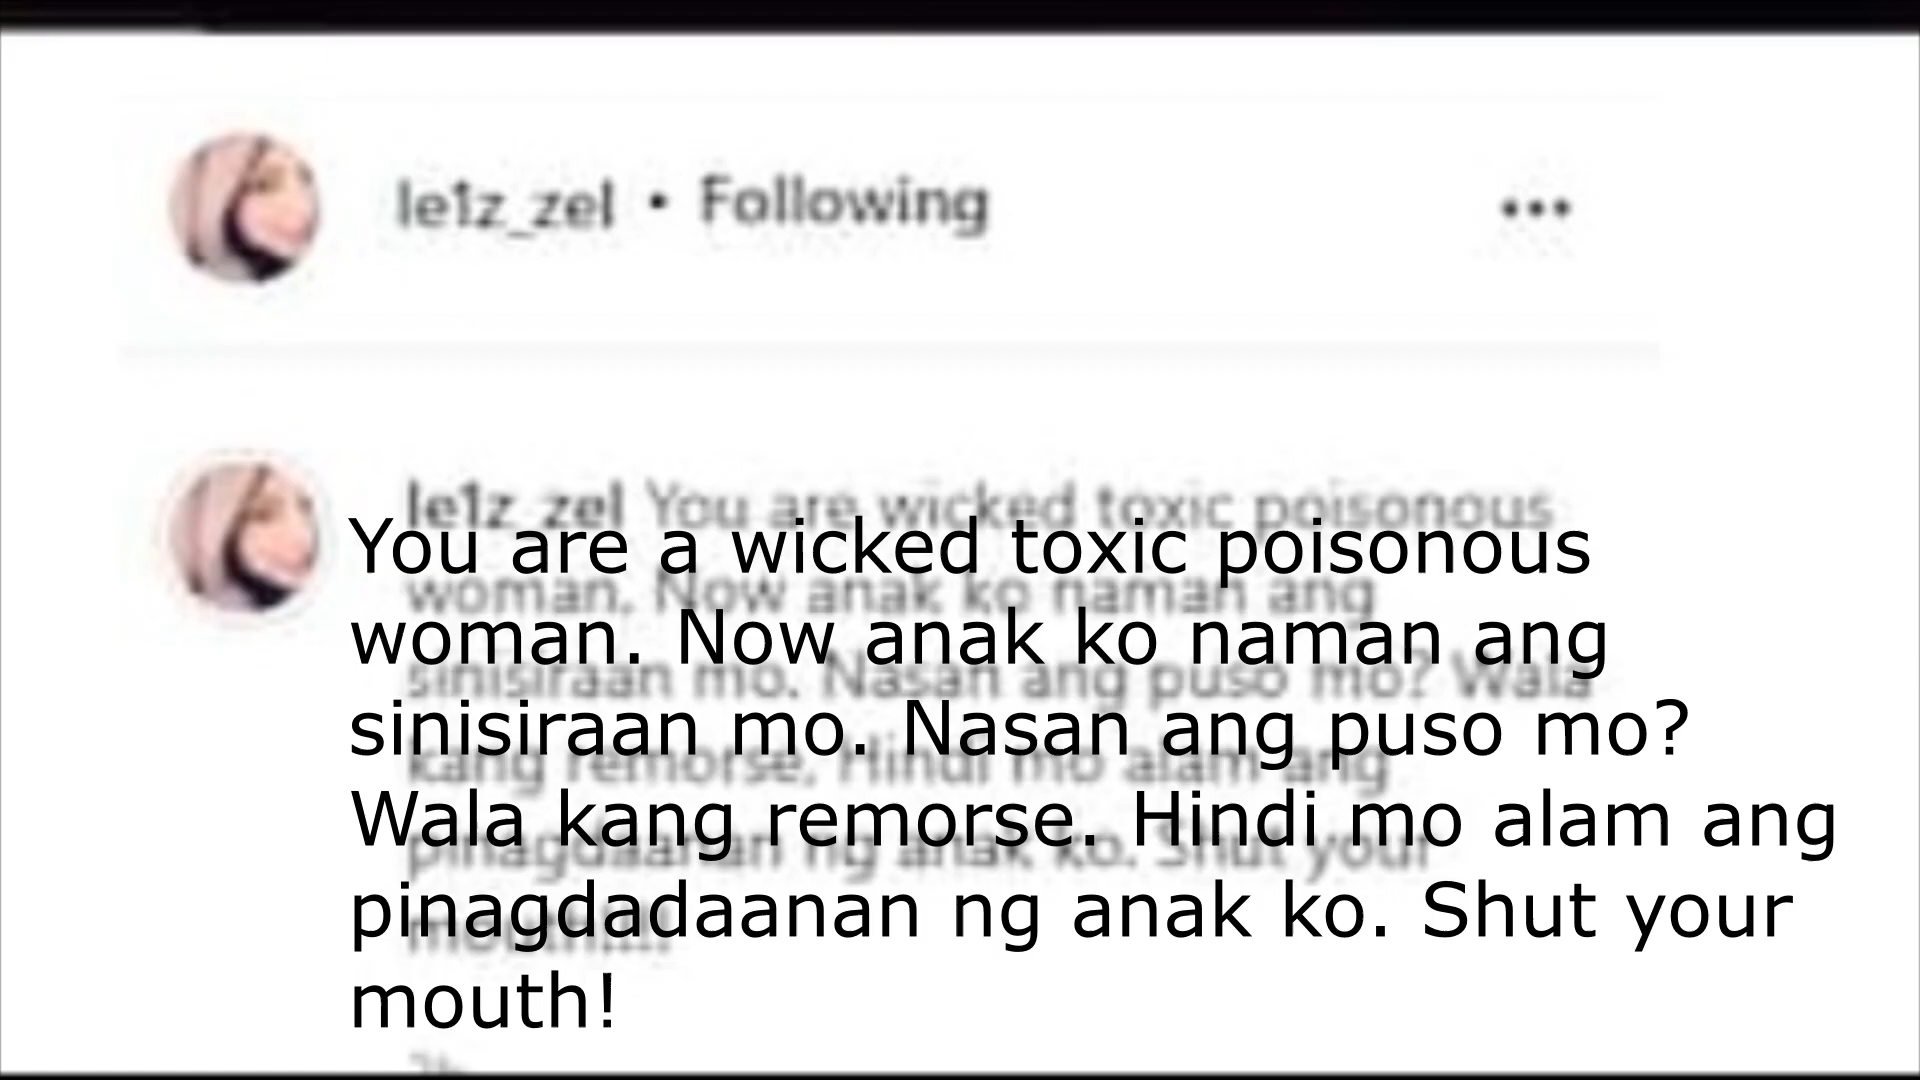 le1z_zel • Following
le1z_zel You are wicked toxic poisonous
woman. Now anak ko naman ang
sinisiraan mo. Nasan ang puso mo? Wala
kang remorse. Hindi mo alam ang
pinagdaanan ng anak ko. Shut your
You are a wicked toxic poisonous
woman. Now anak ko naman ang
sinisiraan mo. Nasan ang puso mo?
Wala kang remorse. Hindi mo alam ang
pinagdadaanan ng anak ko. Shut your
mouth!